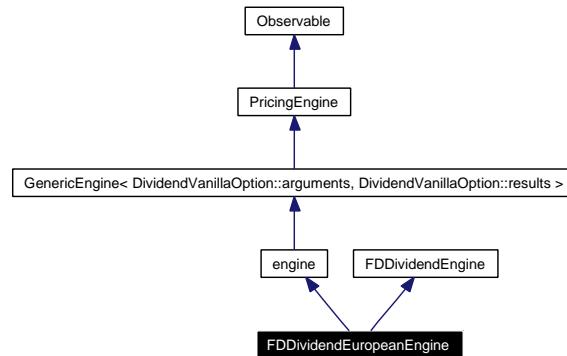 Observable
PricingEngine
GenericEngine< DividendVanillaOption::arguments, DividendVanillaOption::results >
engine
FDDividendEngine
FDDividendEuropeanEngine